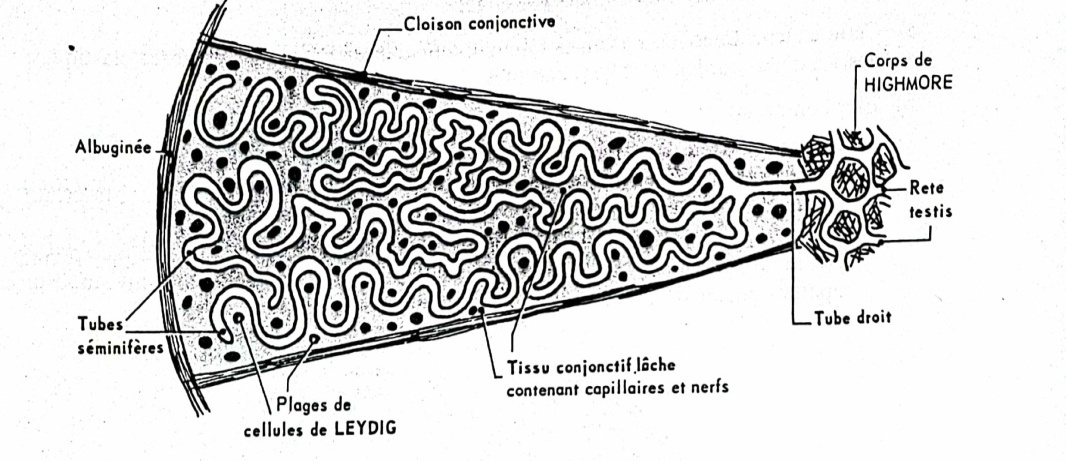 Cloison conjonctive
Corps de
HIGHMORE
Albuginée
Rete
testis
Tube droit
Tubes
séminifères
Tissu conjonctif lâche
contenant capillaires et nerfs
Plages de
cellules de LEYDIG